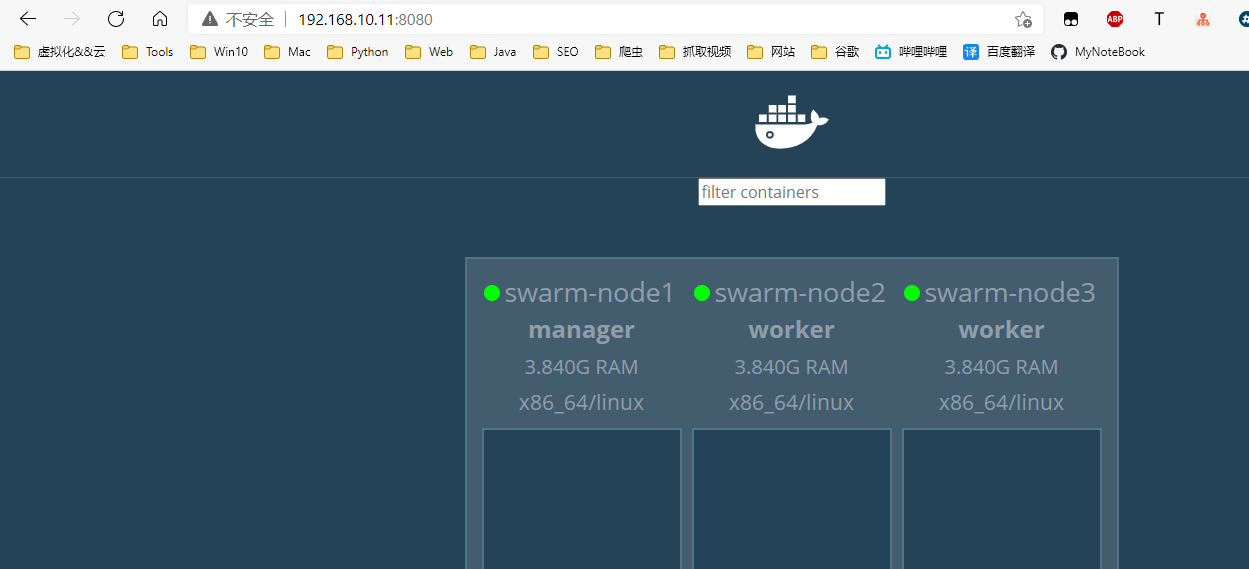 不安全 192.168.10.11:8080 ABP T
虚拟化&&云 Tools Win10 Mac Python Web Java SEO 爬虫 抓取视频 网站 谷歌 哔哩哔哩 译 百度翻译 MyNoteBook
filter containers
swarm-node1 swarm-node2 swarm-node3
manager worker worker
3.840G RAM 3.840G RAM 3.840G RAM
x86_64/linux x86_64/linux x86_64/linux